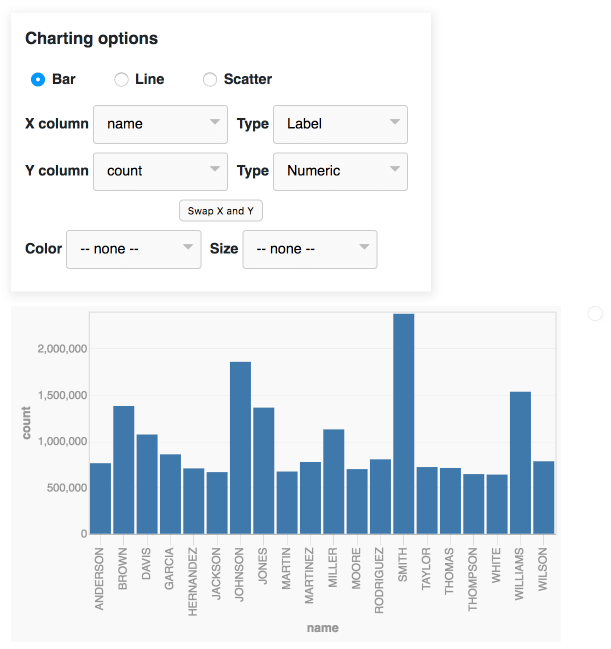 Charting options
Bar Line Scatter
X column name Type Label
Y column count Type Numeric
Swap X and Y
Color -- none -- Size -- none --
2,000,000
1,500,000
1,000,000
500,000
0
count
ANDERSON
BROWN
DAVIS
GARCIA
HERNANDEZ
JACKSON
JOHNSON
JONES
MARTIN
MARTINEZ
MILLER
MOORE
RODRIGUEZ
SMITH
TAYLOR
THOMAS
THOMPSON
WHITE
WILLIAMS
WILSON
name